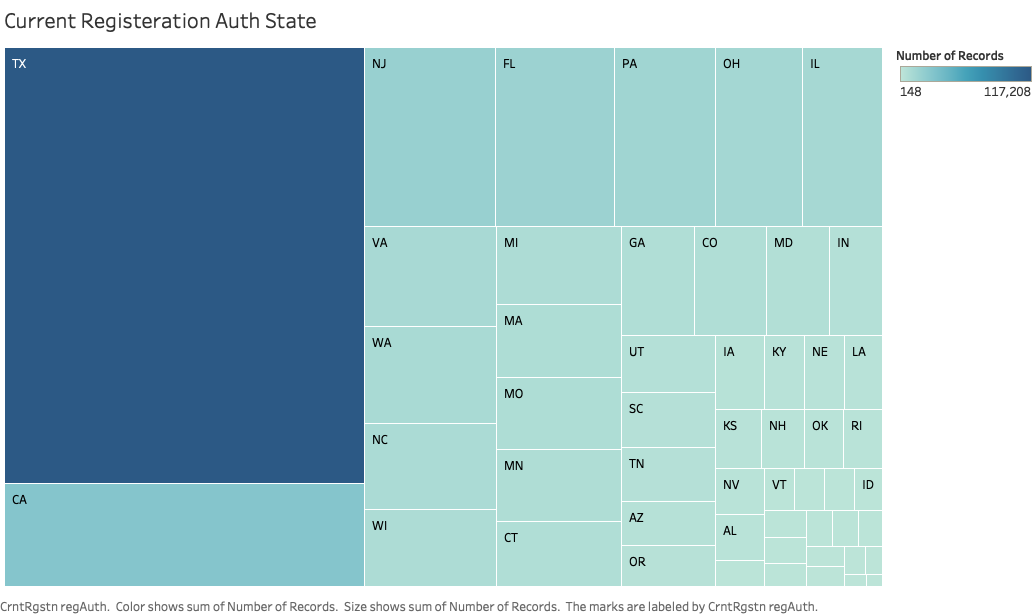 Current Registeration Auth State
TX
NJ
FL
PA
OH
IL
Number of Records
148
117,208
VA
MI
GA
CO
MD
IN
MA
WA
UT
IA
KY
NE
LA
MO
SC
KS
NH
OK
RI
NC
MN
TN
NV
VT
ID
CA
WI
AZ
AL
CT
OR
CrntRgstn regAuth.  Color shows sum of Number of Records.  Size shows sum of Number of Records.  The marks are labeled by CrntRgstn regAuth.